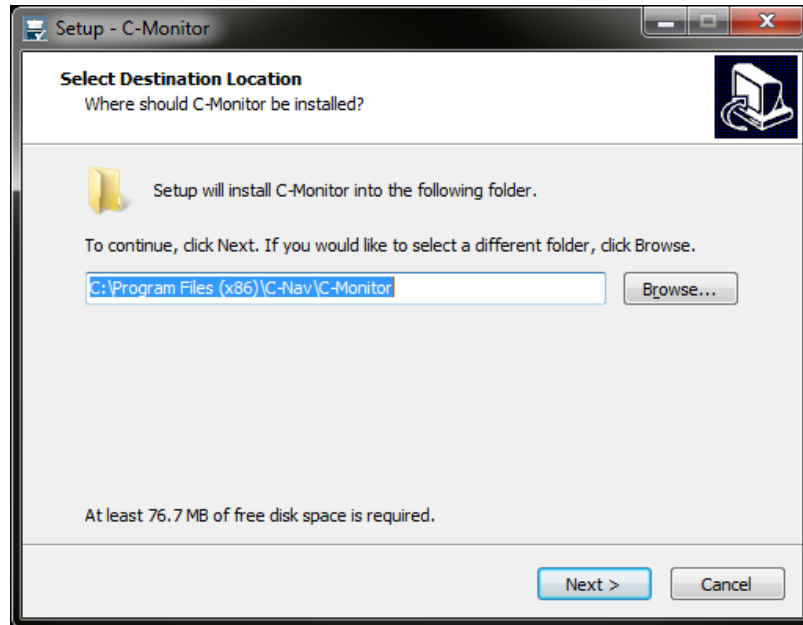 Setup - C-Monitor
Select Destination Location
Where should C-Monitor be installed?
Setup will install C-Monitor into the following folder.
To continue, click Next. If you would like to select a different folder, click Browse.
C:\Program Files (x86)\C-Nav\C-Monitor
Browse...
At least 76.7 MB of free disk space is required.
Next >
Cancel